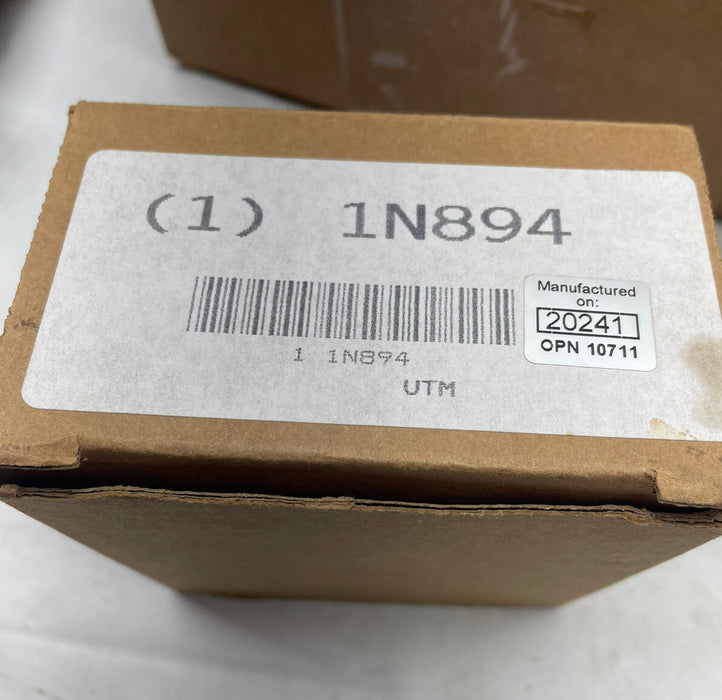 (1) 1N894
1 1N894
UTM
Manufactured
on:
20241
OPN 10711